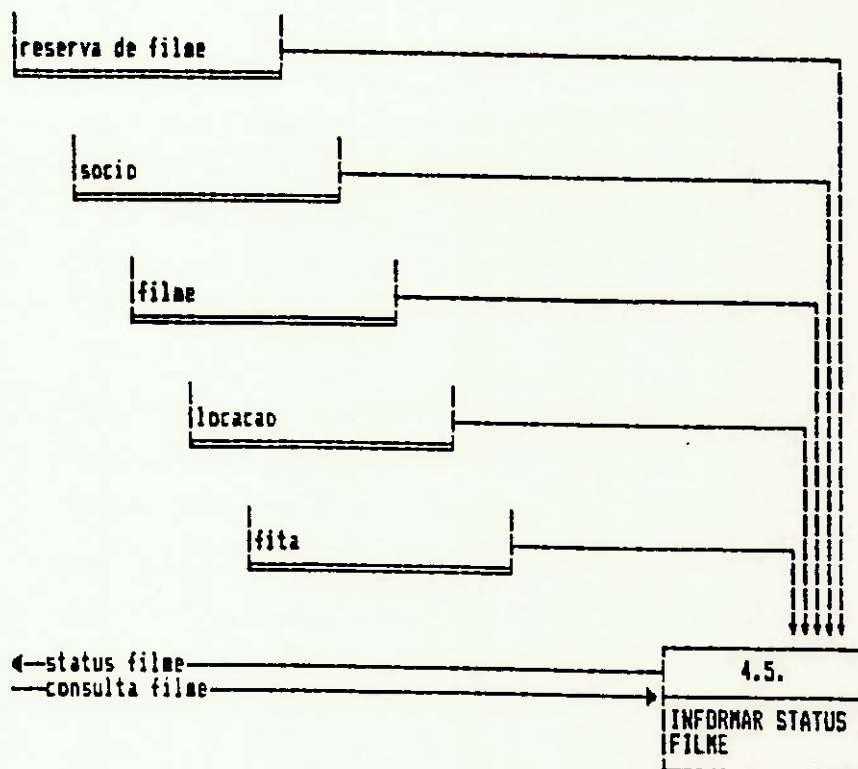 reserva de filme
socio
filme
locacao
fita
status filme
consulta filme
4.5.
INFORMAR STATUS
FILME